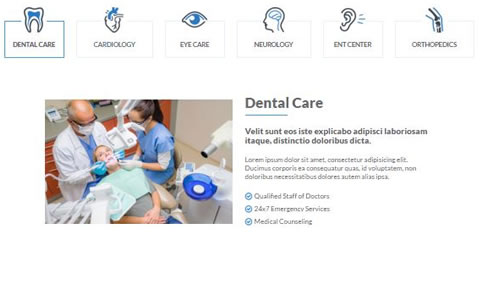 DENTAL CARE
CARDIOLOGY
EYE CARE
NEUROLOGY
ENT CENTER
ORTHOPEDICS
Dental Care
Velit sunt eos iste explicabo adipisci laboriosam
itaque, distinctio doloribus dicta.
Lorem ipsum dolor sit amet, consectetur adipisicing elit.
Ducimus corporis ea consequatur quas, id voluptatem, non
doloribus necessitatibus dolores autem alias ipsa.
Qualified Staff of Doctors
24x7 Emergency Services
Medical Counseling